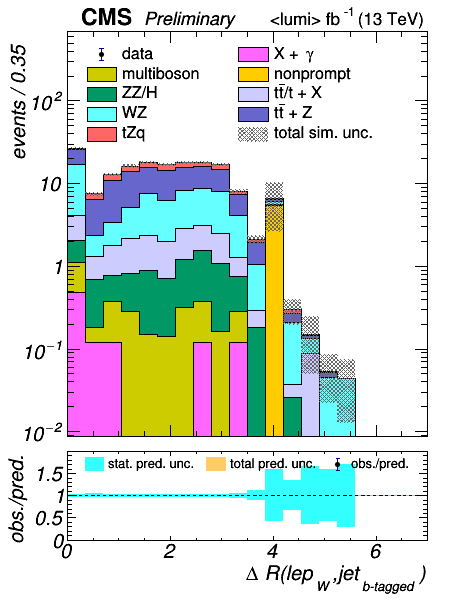 CMS Preliminary <lumi> fb⁻¹ (13 TeV)
events / 0.35
data
X + γ
multiboson
nonprompt
ZZ/H
tt̅/t + X
WZ
tt̅ + Z
tZq
total sim. unc.
10²
10
1
10⁻¹
10⁻²
obs./pred.
stat. pred. unc.
total pred. unc.
obs./pred.
1.5
1
0.5
0
0 2 4 6
Δ R(lep_W, jet_b-tagged)